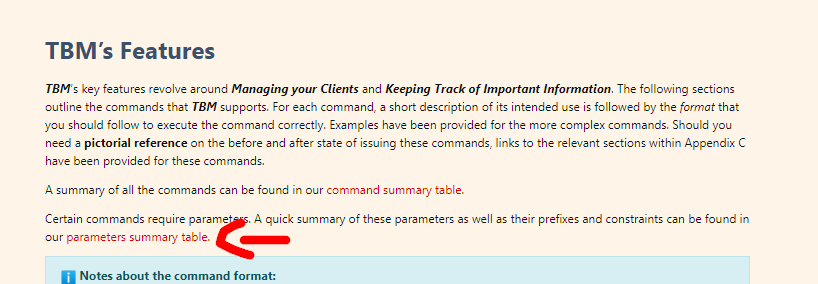 TBM's Features
TBM's key features revolve around Managing your Clients and Keeping Track of Important Information. The following sections
outline the commands that TBM supports. For each command, a short description of its intended use is followed by the format that
you should follow to execute the command correctly. Examples have been provided for the more complex commands. Should you
need a pictorial reference on the before and after state of issuing these commands, links to the relevant sections within Appendix C
have been provided for these commands.
A summary of all the commands can be found in our command summary table.
Certain commands require parameters. A quick summary of these parameters as well as their prefixes and constraints can be found in
our parameters summary table.
Notes about the command format: